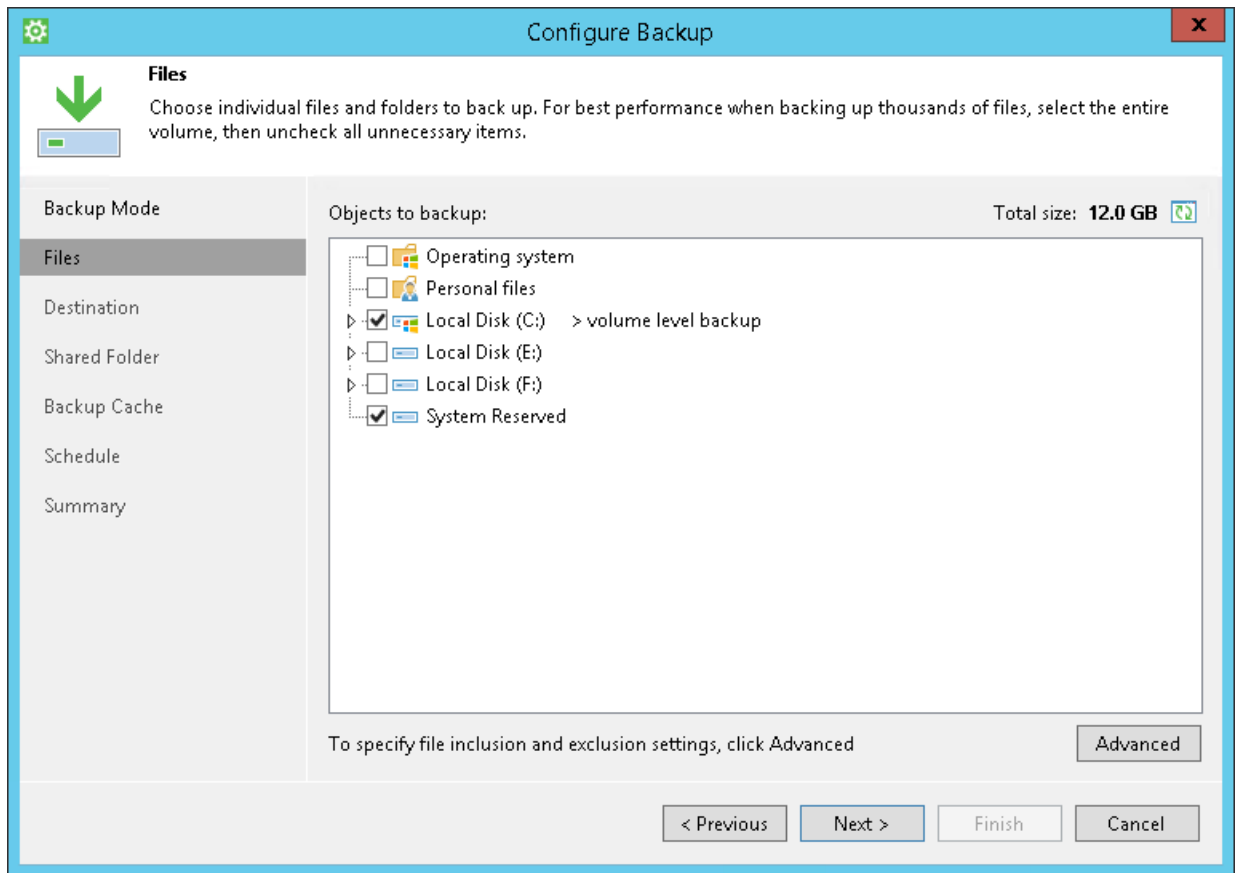 Configure Backup
x
Files
Choose individual files and folders to back up. For best performance when backing up thousands of files, select the entire
volume, then uncheck all unnecessary items.
Backup Mode
Files
Destination
Shared Folder
Backup Cache
Schedule
Summary
Objects to backup:
Total size: 12.0 GB
Operating system
Personal files
Local Disk (C:) > volume level backup
Local Disk (E:)
Local Disk (F:)
System Reserved
To specify file inclusion and exclusion settings, click Advanced
Advanced
< Previous
Next >
Finish
Cancel